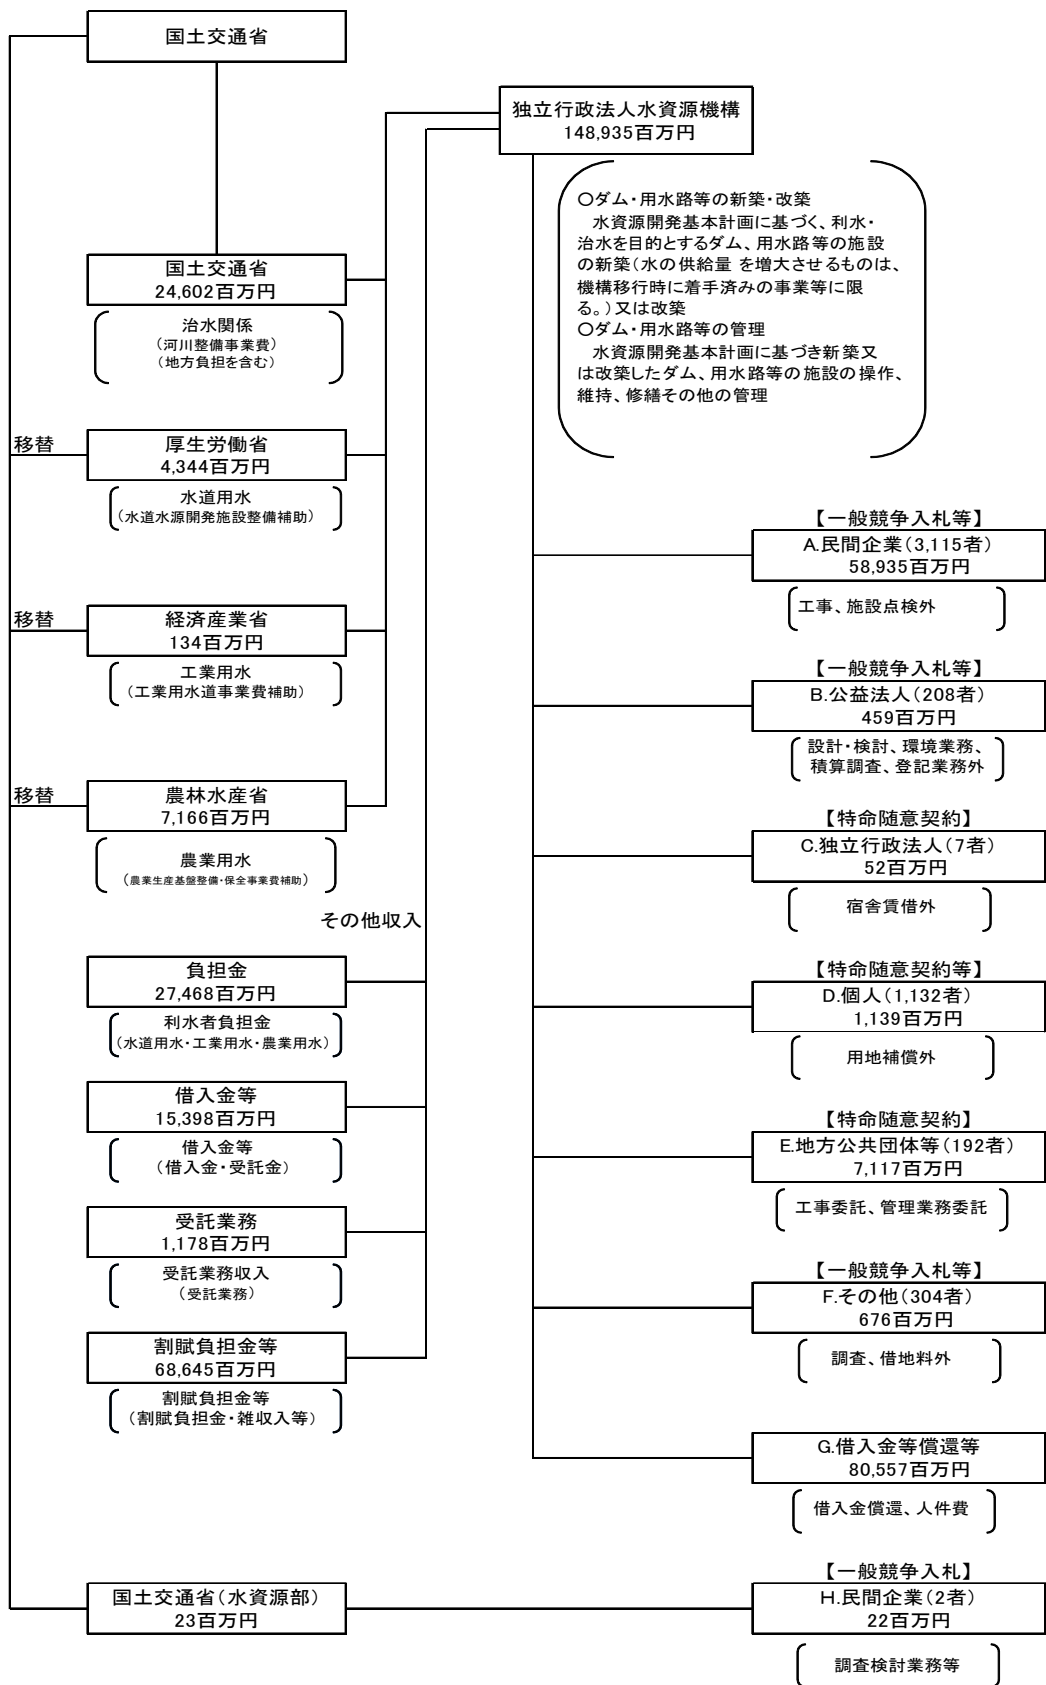 国土交通省
独立行政法人水資源機構
148,935百万円
○ダム・用水路等の新築・改築
水資源開発基本計画に基づく、利水・
治水を目的とするダム、用水路等の施設
の新築(水の供給量 を増大させるものは、
機構移行時に着手済みの事業等に限
る。)又は改築
○ダム・用水路等の管理
水資源開発基本計画に基づき新築又
は改築したダム、用水路等の施設の操作、
維持、修繕その他の管理
国土交通省
24,602百万円
治水関係
(河川整備事業費)
(地方負担を含む)
移替
厚生労働省
4,344百万円
水道用水
(水道水源開発施設整備補助)
移替
経済産業省
134百万円
工業用水
(工業用水道事業費補助)
移替
農林水産省
7,166百万円
農業用水
(農業生産基盤整備・保全事業費補助)
その他収入
負担金
27,468百万円
利水者負担金
(水道用水・工業用水・農業用水)
借入金等
15,398百万円
借入金等
(借入金・受託金)
受託業務
1,178百万円
受託業務収入
(受託業務)
割賦負担金等
68,645百万円
割賦負担金等
(割賦負担金・雑収入等)
【一般競争入札等】
A.民間企業(3,115者)
58,935百万円
工事、施設点検外
【一般競争入札等】
B.公益法人(208者)
459百万円
設計・検討、環境業務、
積算調査、登記業務外
【特命随意契約】
C.独立行政法人(7者)
52百万円
宿舎賃借外
【特命随意契約等】
D.個人(1,132者)
1,139百万円
用地補償外
【特命随意契約】
E.地方公共団体等(192者)
7,117百万円
工事委託、管理業務委託
【一般競争入札等】
F.その他(304者)
676百万円
調査、借地料外
G.借入金等償還等
80,557百万円
借入金償還、人件費
国土交通省(水資源部)
23百万円
【一般競争入札】
H.民間企業(2者)
22百万円
調査検討業務等